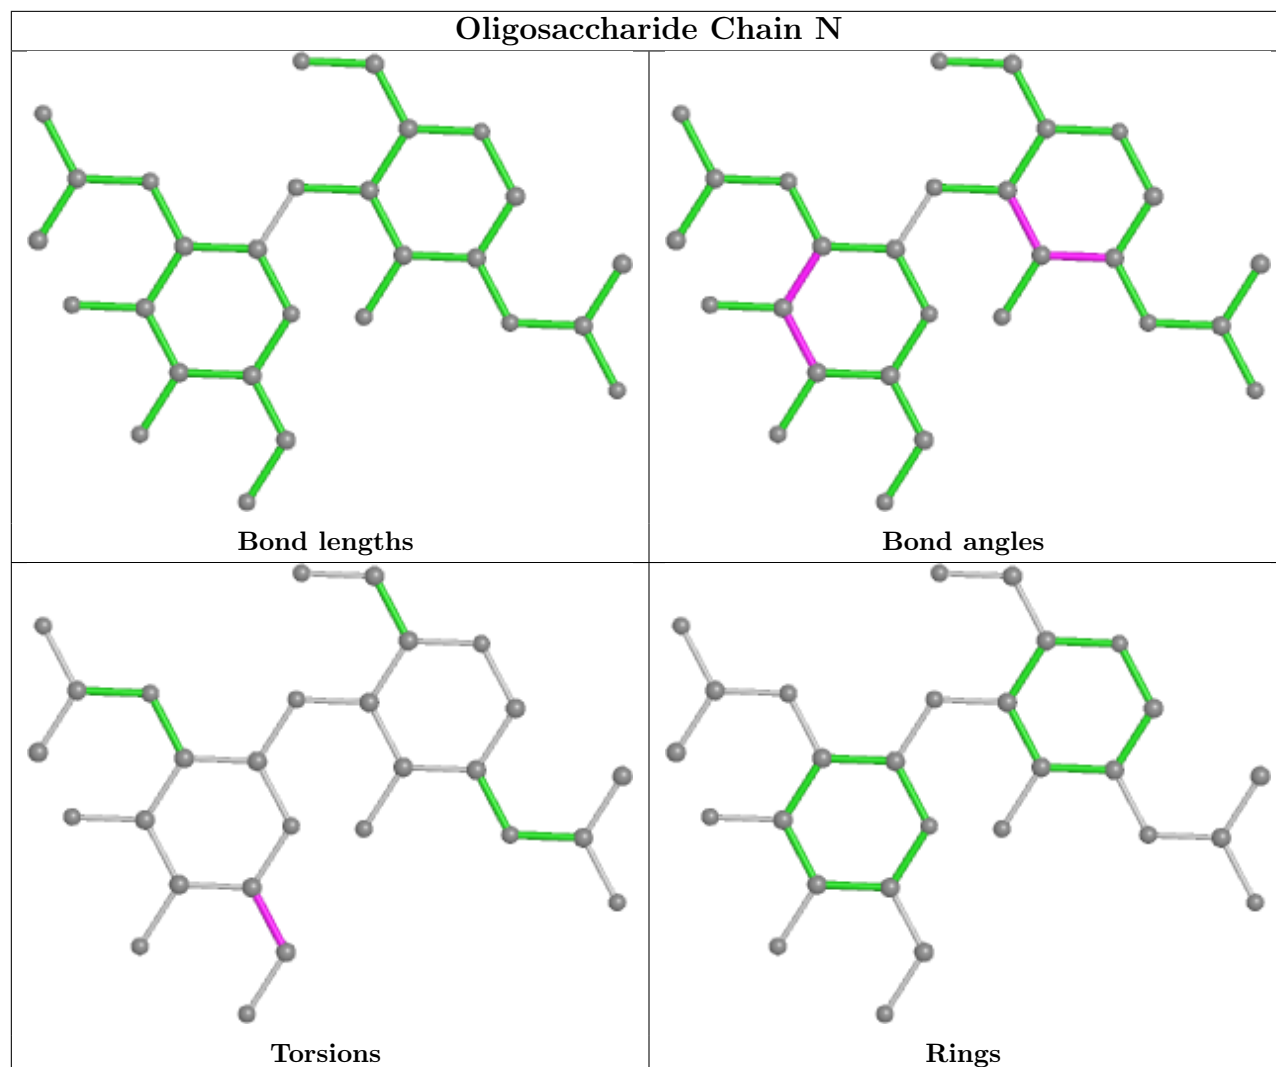 Oligosaccharide Chain N
Bond lengths
Bond angles
Torsions
Rings